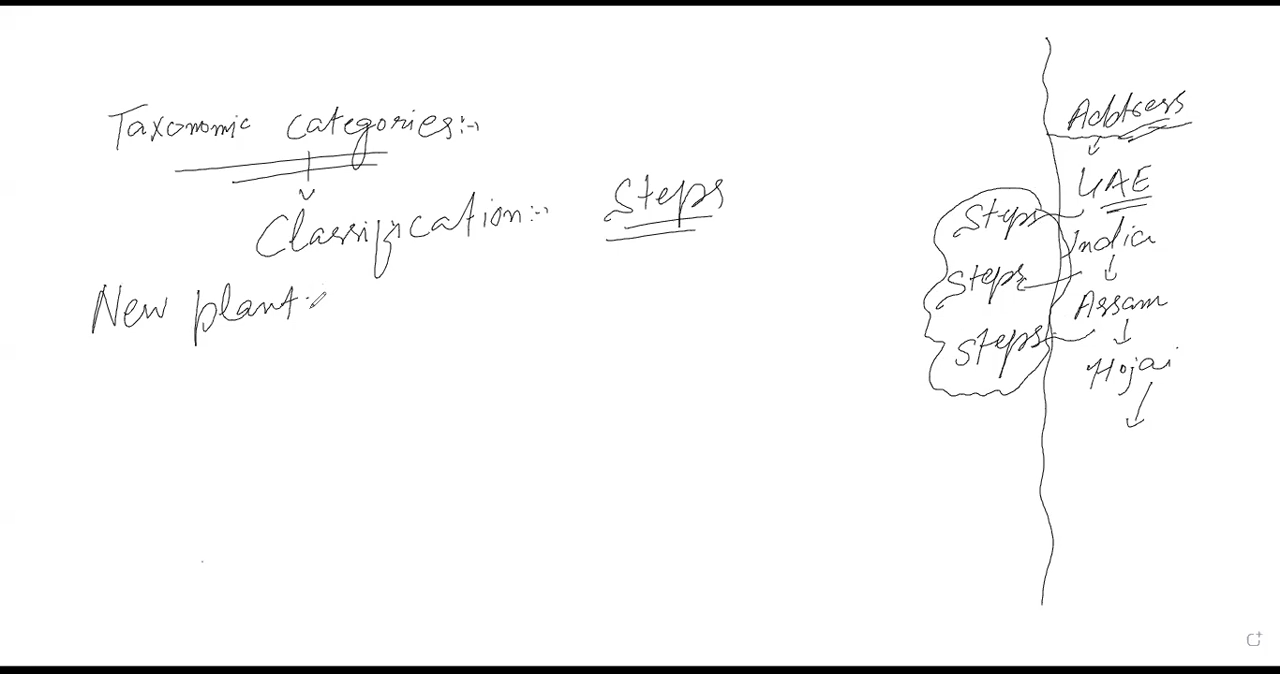 Taxonomic categories:-
Classification:- Steps
New plant:-
Address
UAE
India
Assam
Hojai
Steps
Steps
Steps